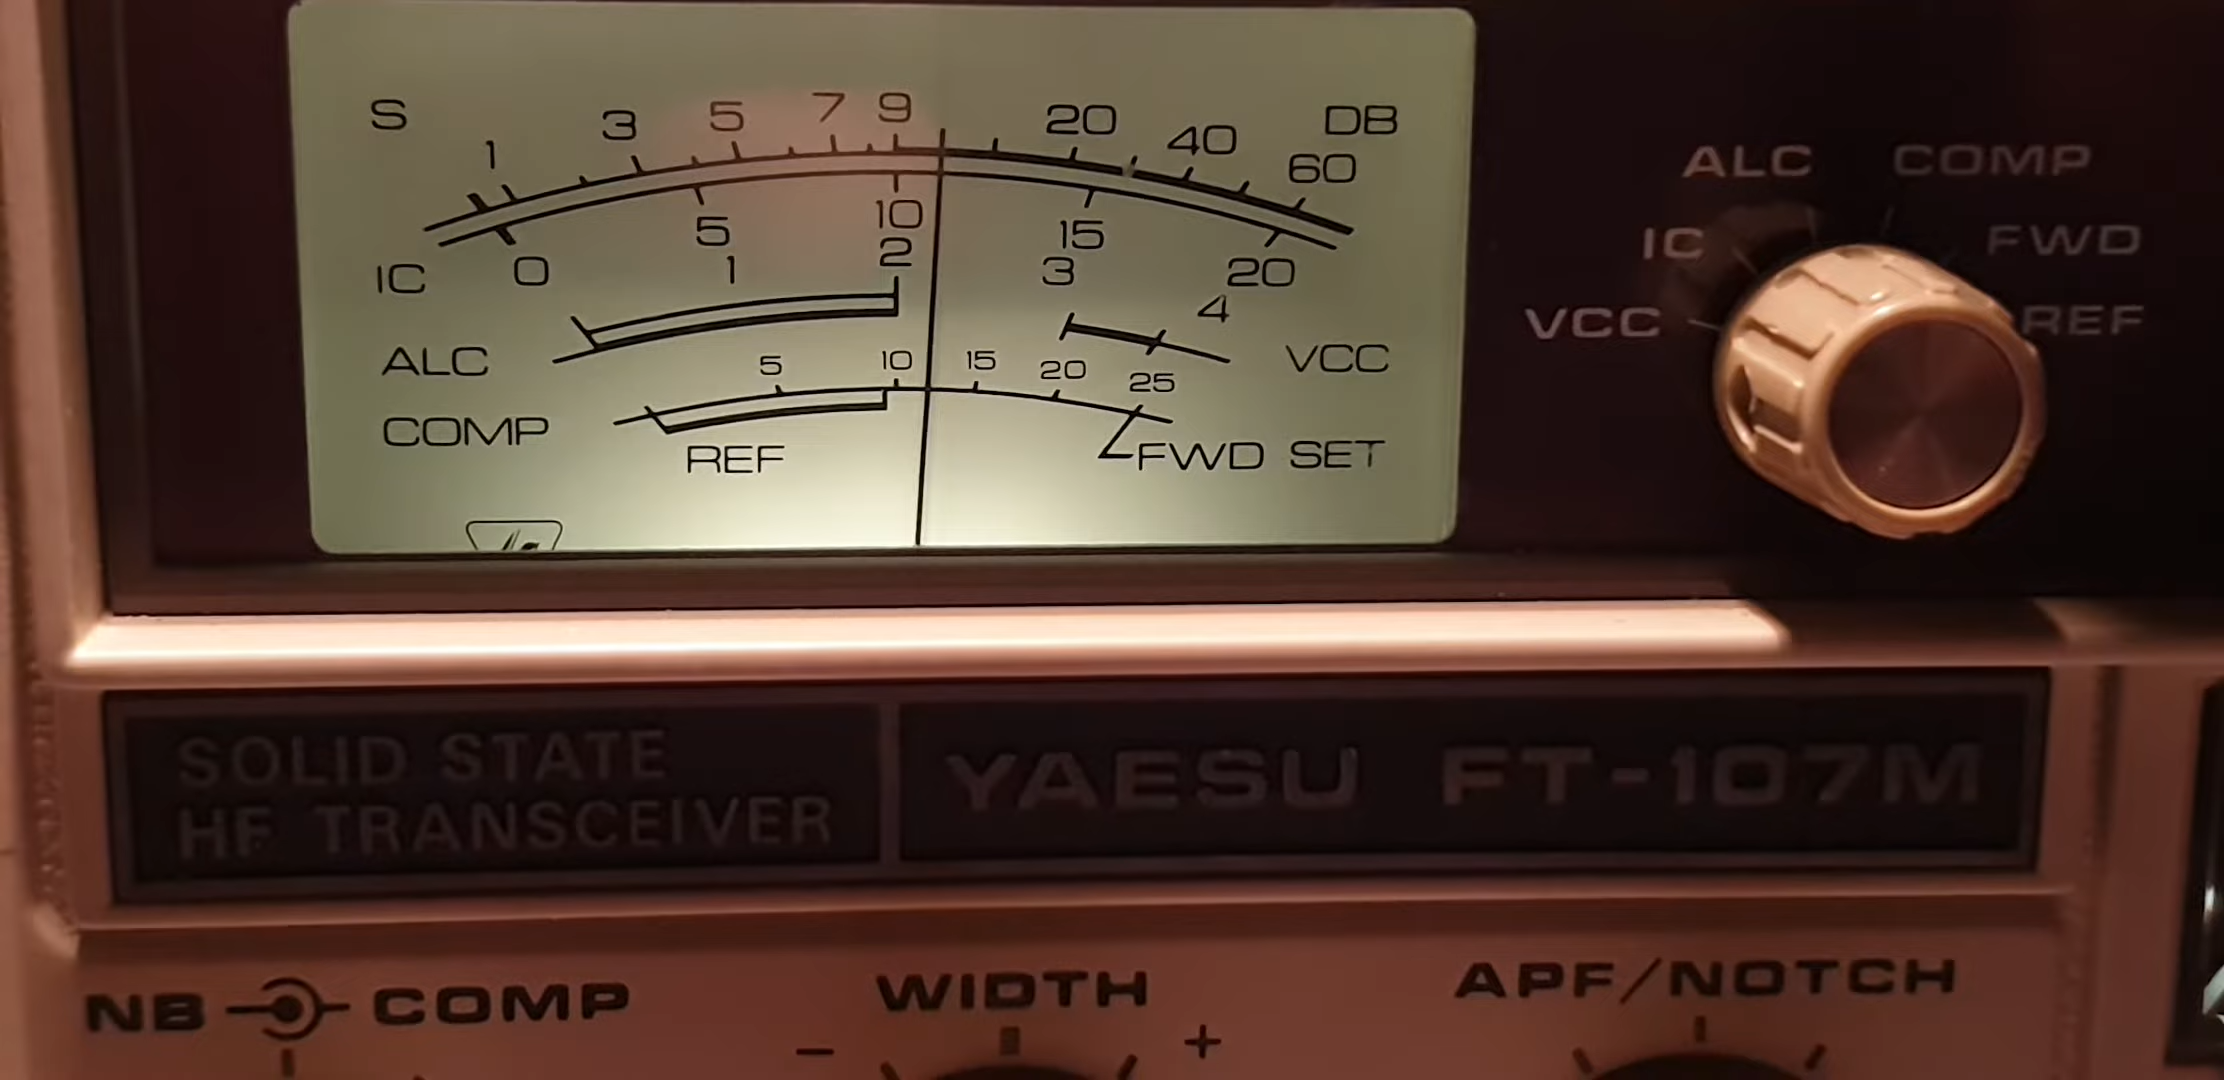 S 1 3 5 7 9 20 40 60 DB
IC 0 5 10 15 20
1 2 3 4
ALC VCC
COMP 5 10 15 20 25
REF FWD SET
ALC COMP
IC FWD
VCC REF
SOLID STATE
HF TRANSCEIVER
YAESU FT-107M
NB COMP
WIDTH
- +
APF/NOTCH